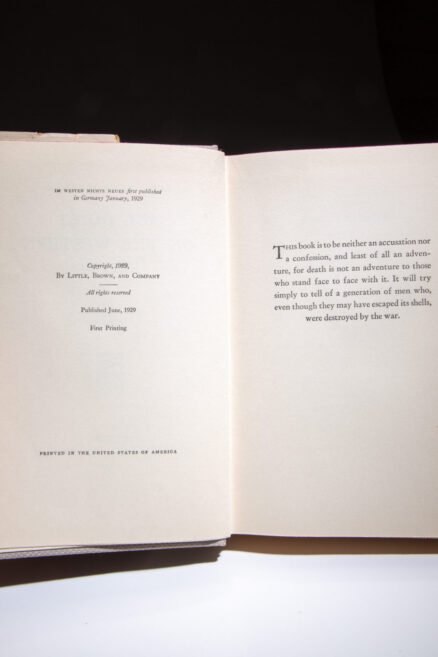 IM WESTEN NICHTS NEUES first published
in Germany January, 1929
Copyright, 1929,
BY LITTLE, BROWN, AND COMPANY
All rights reserved
Published June, 1929
First Printing
PRINTED IN THE UNITED STATES OF AMERICA
THIS book is to be neither an accusation nor
a confession, and least of all an adven-
ture, for death is not an adventure to those
who stand face to face with it. It will try
simply to tell of a generation of men who,
even though they may have escaped its shells,
were destroyed by the war.